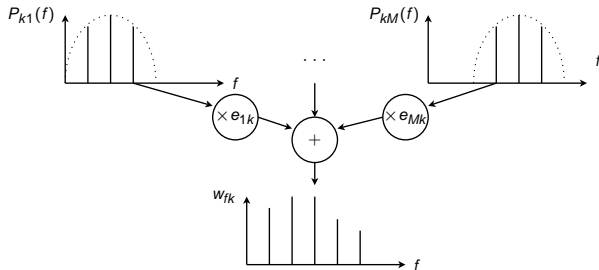 P_{k1}(f)
P_{kM}(f)
f
. . .
f
× e_{1k}
× e_{Mk}
+
w_{fk}
f